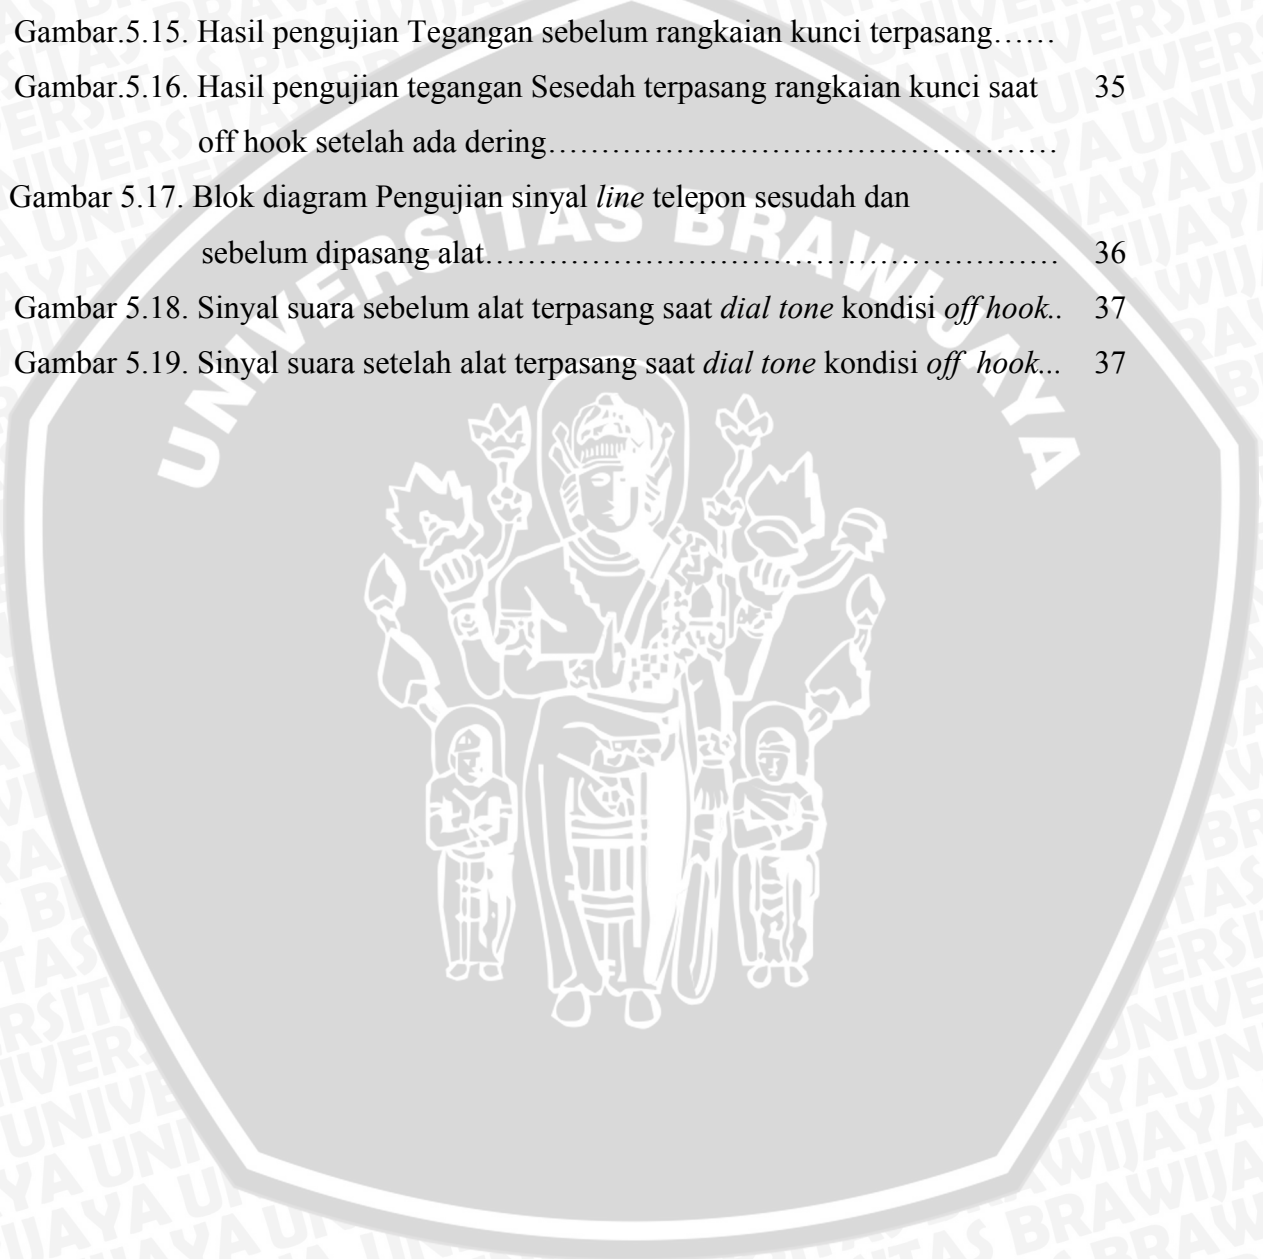 Gambar.5.15. Hasil pengujian Tegangan sebelum rangkaian kunci terpasang……
Gambar.5.16. Hasil pengujian tegangan Sesedah terpasang rangkaian kunci saat 35
off hook setelah ada dering…………………………………………
Gambar 5.17. Blok diagram Pengujian sinyal line telepon sesudah dan
sebelum dipasang alat……………………………………………… 36
Gambar 5.18. Sinyal suara sebelum alat terpasang saat dial tone kondisi off hook.. 37
Gambar 5.19. Sinyal suara setelah alat terpasang saat dial tone kondisi off hook... 37
UNIVERSITAS BRAWIJAYA